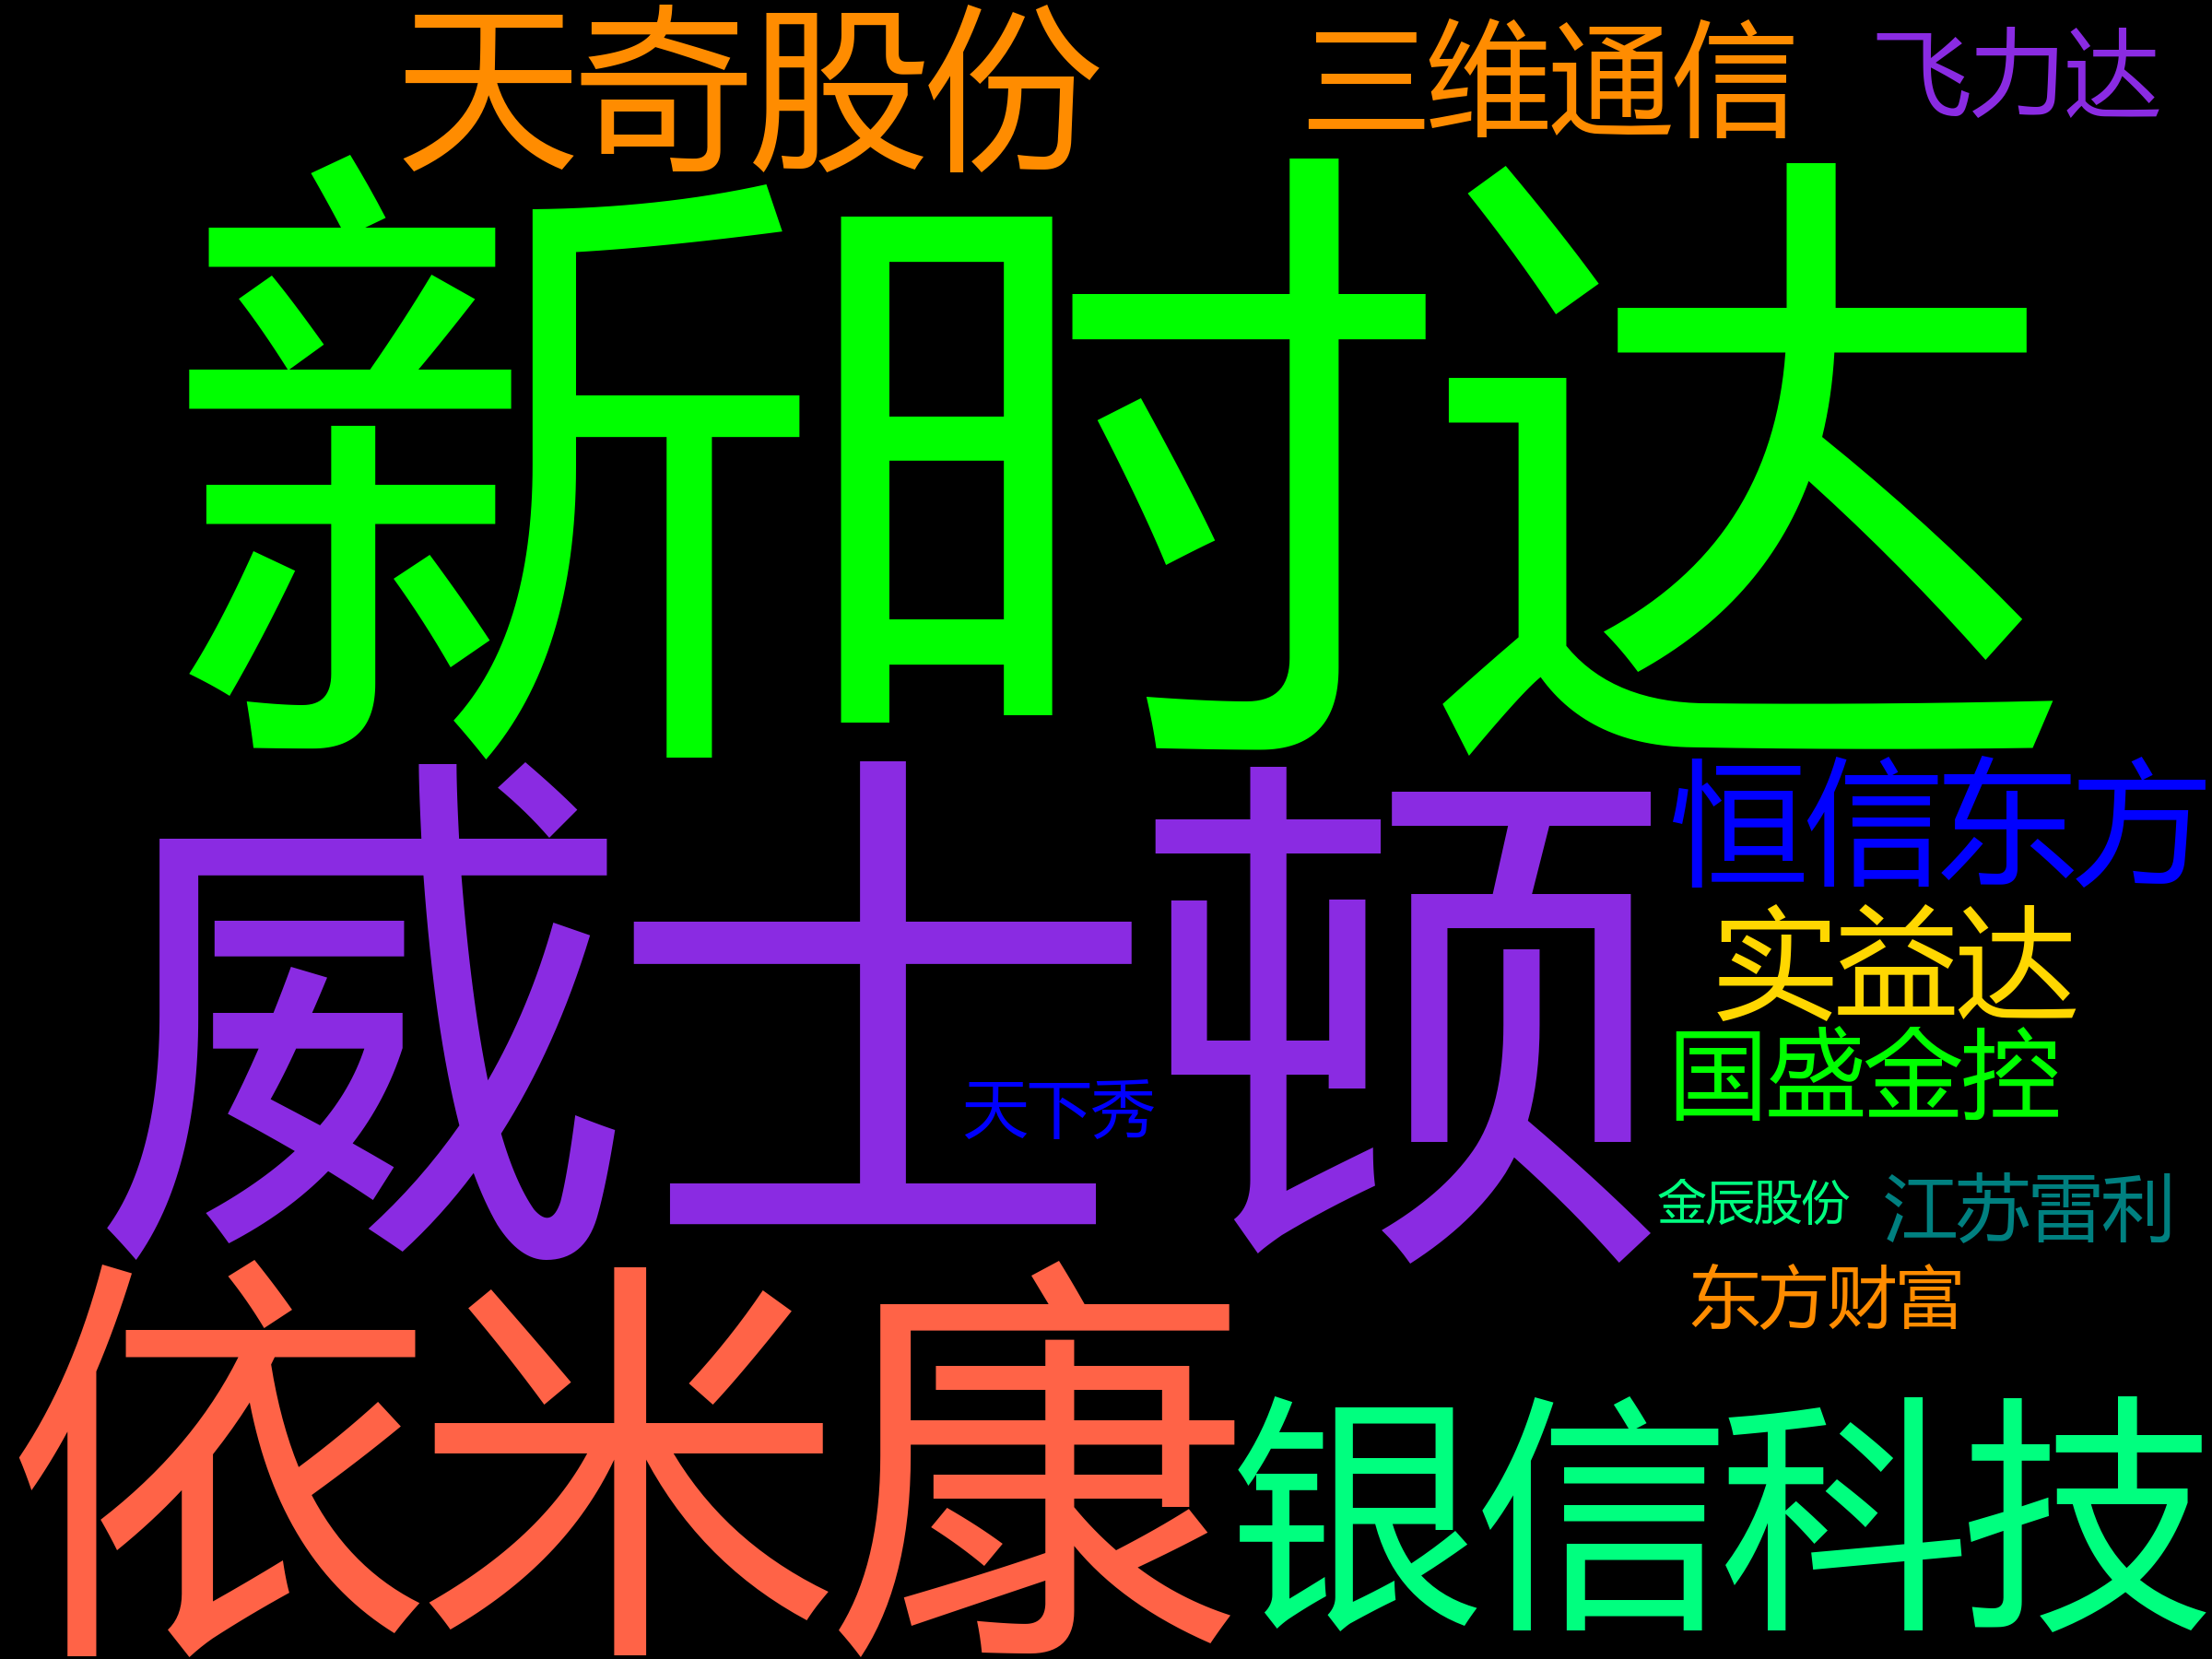 天奇股份
三维通信
飞力达
新时达
威士顿
恒信东方
实益达
国盛金控
天下秀
金辰股份
江苏雷利
东方财富
依米康
银信科技